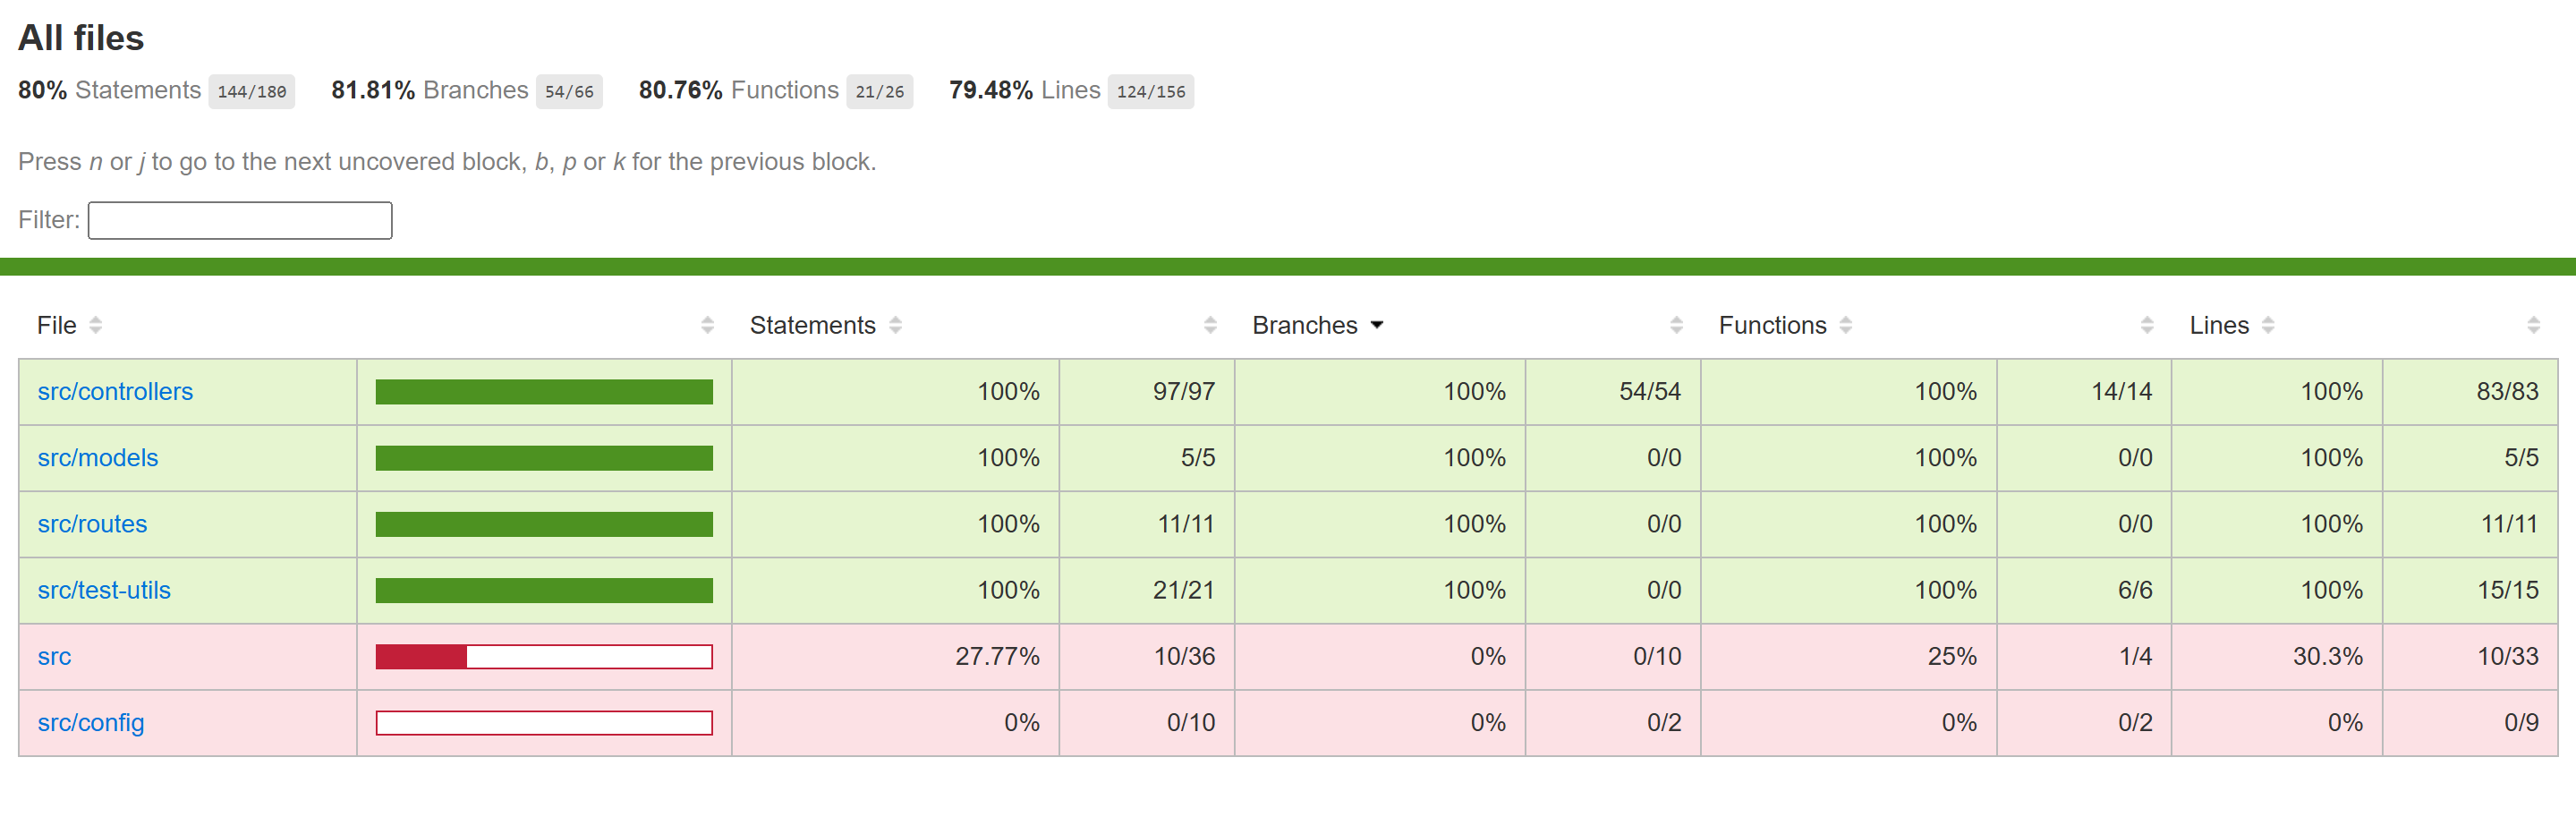 All files
80% Statements 144/180 81.81% Branches 54/66 80.76% Functions 21/26 79.48% Lines 124/156
Press n or j to go to the next uncovered block, b, p or k for the previous block.
Filter:
File Statements Branches Functions Lines
src/controllers 100% 97/97 100% 54/54 100% 14/14 100% 83/83
src/models 100% 5/5 100% 0/0 100% 0/0 100% 5/5
src/routes 100% 11/11 100% 0/0 100% 0/0 100% 11/11
src/test-utils 100% 21/21 100% 0/0 100% 6/6 100% 15/15
src 27.77% 10/36 0% 0/10 25% 1/4 30.3% 10/33
src/config 0% 0/10 0% 0/2 0% 0/2 0% 0/9